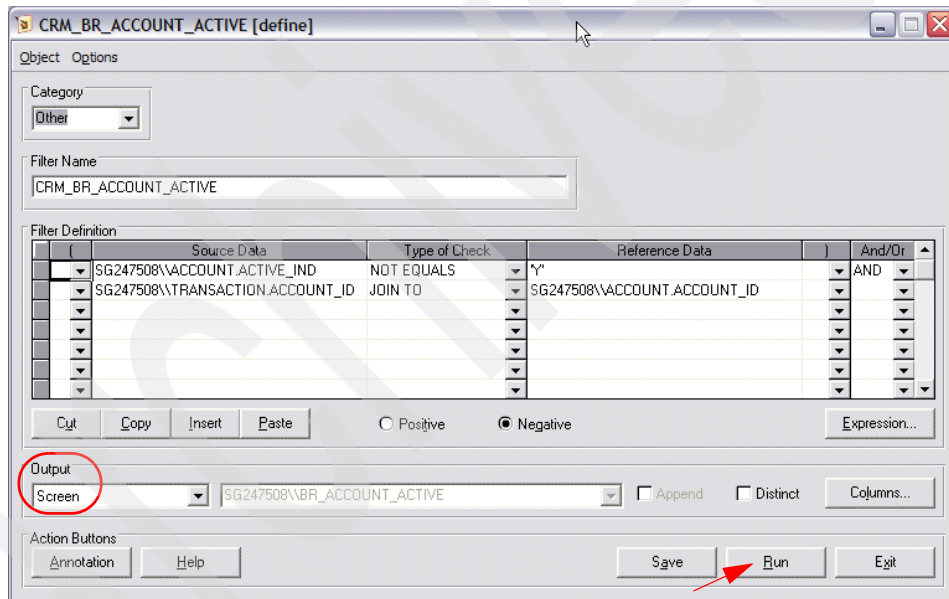 CRM_BR_ACCOUNT_ACTIVE [define]
Object Options
Category
Other
Filter Name
CRM_BR_ACCOUNT_ACTIVE
Filter Definition
( Source Data Type of Check Reference Data ) And/Or
SG247508\\ACCOUNT.ACTIVE_IND NOT EQUALS "Y" AND
SG247508\\TRANSACTION.ACCOUNT_ID JOIN TO SG247508\\ACCOUNT.ACCOUNT_ID
Cut Copy Insert Paste Positive Negative Expression...
Output
Screen SG247508\\BR_ACCOUNT_ACTIVE Append Distinct Columns...
Action Buttons
Annotation Help Save Run Exit